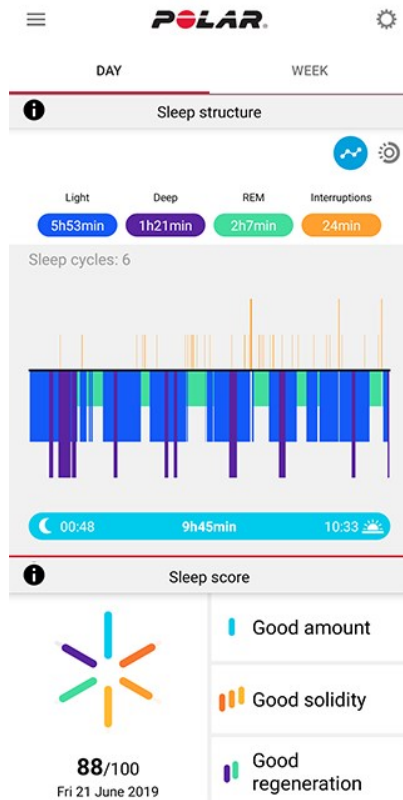 POLAR.
DAY WEEK
Sleep structure
Light Deep REM Interruptions
5h53min 1h21min 2h7min 24min
Sleep cycles: 6
00:48 9h45min 10:33
Sleep score
Good amount
Good solidity
88/100
Fri 21 June 2019
Good
regeneration